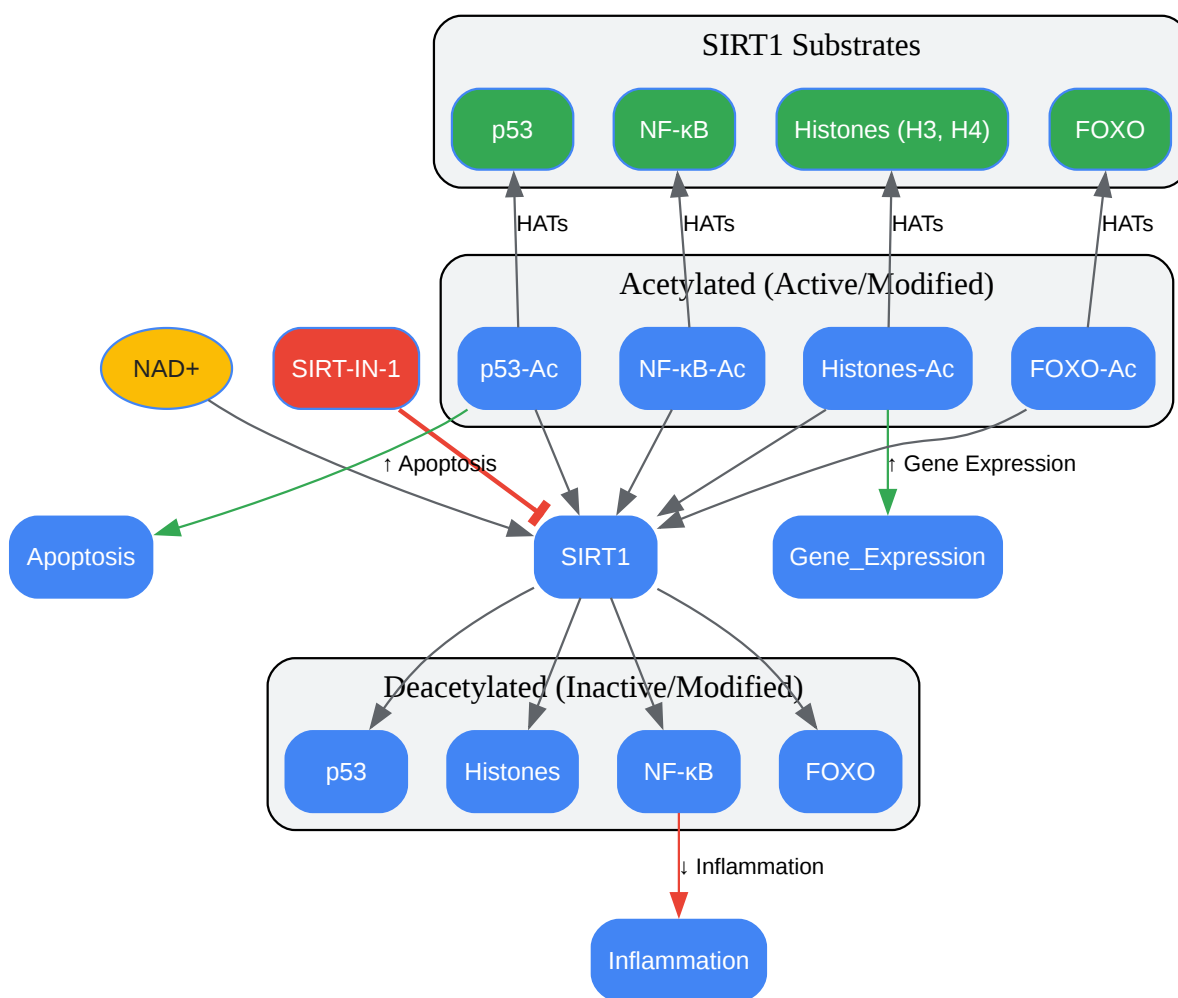 SIRT1 Substrates
p53
NF-κB
Histones (H3, H4)
FOXO
HATs
HATs
HATs
HATs
Acetylated (Active/Modified)
NAD+
SIRT-IN-1
p53-Ac
NF-κB-Ac
Histones-Ac
FOXO-Ac
↑ Apoptosis
↑ Gene Expression
Apoptosis
SIRT1
Gene_Expression
Deacetylated (Inactive/Modified)
p53
Histones
NF-κB
FOXO
↓ Inflammation
Inflammation